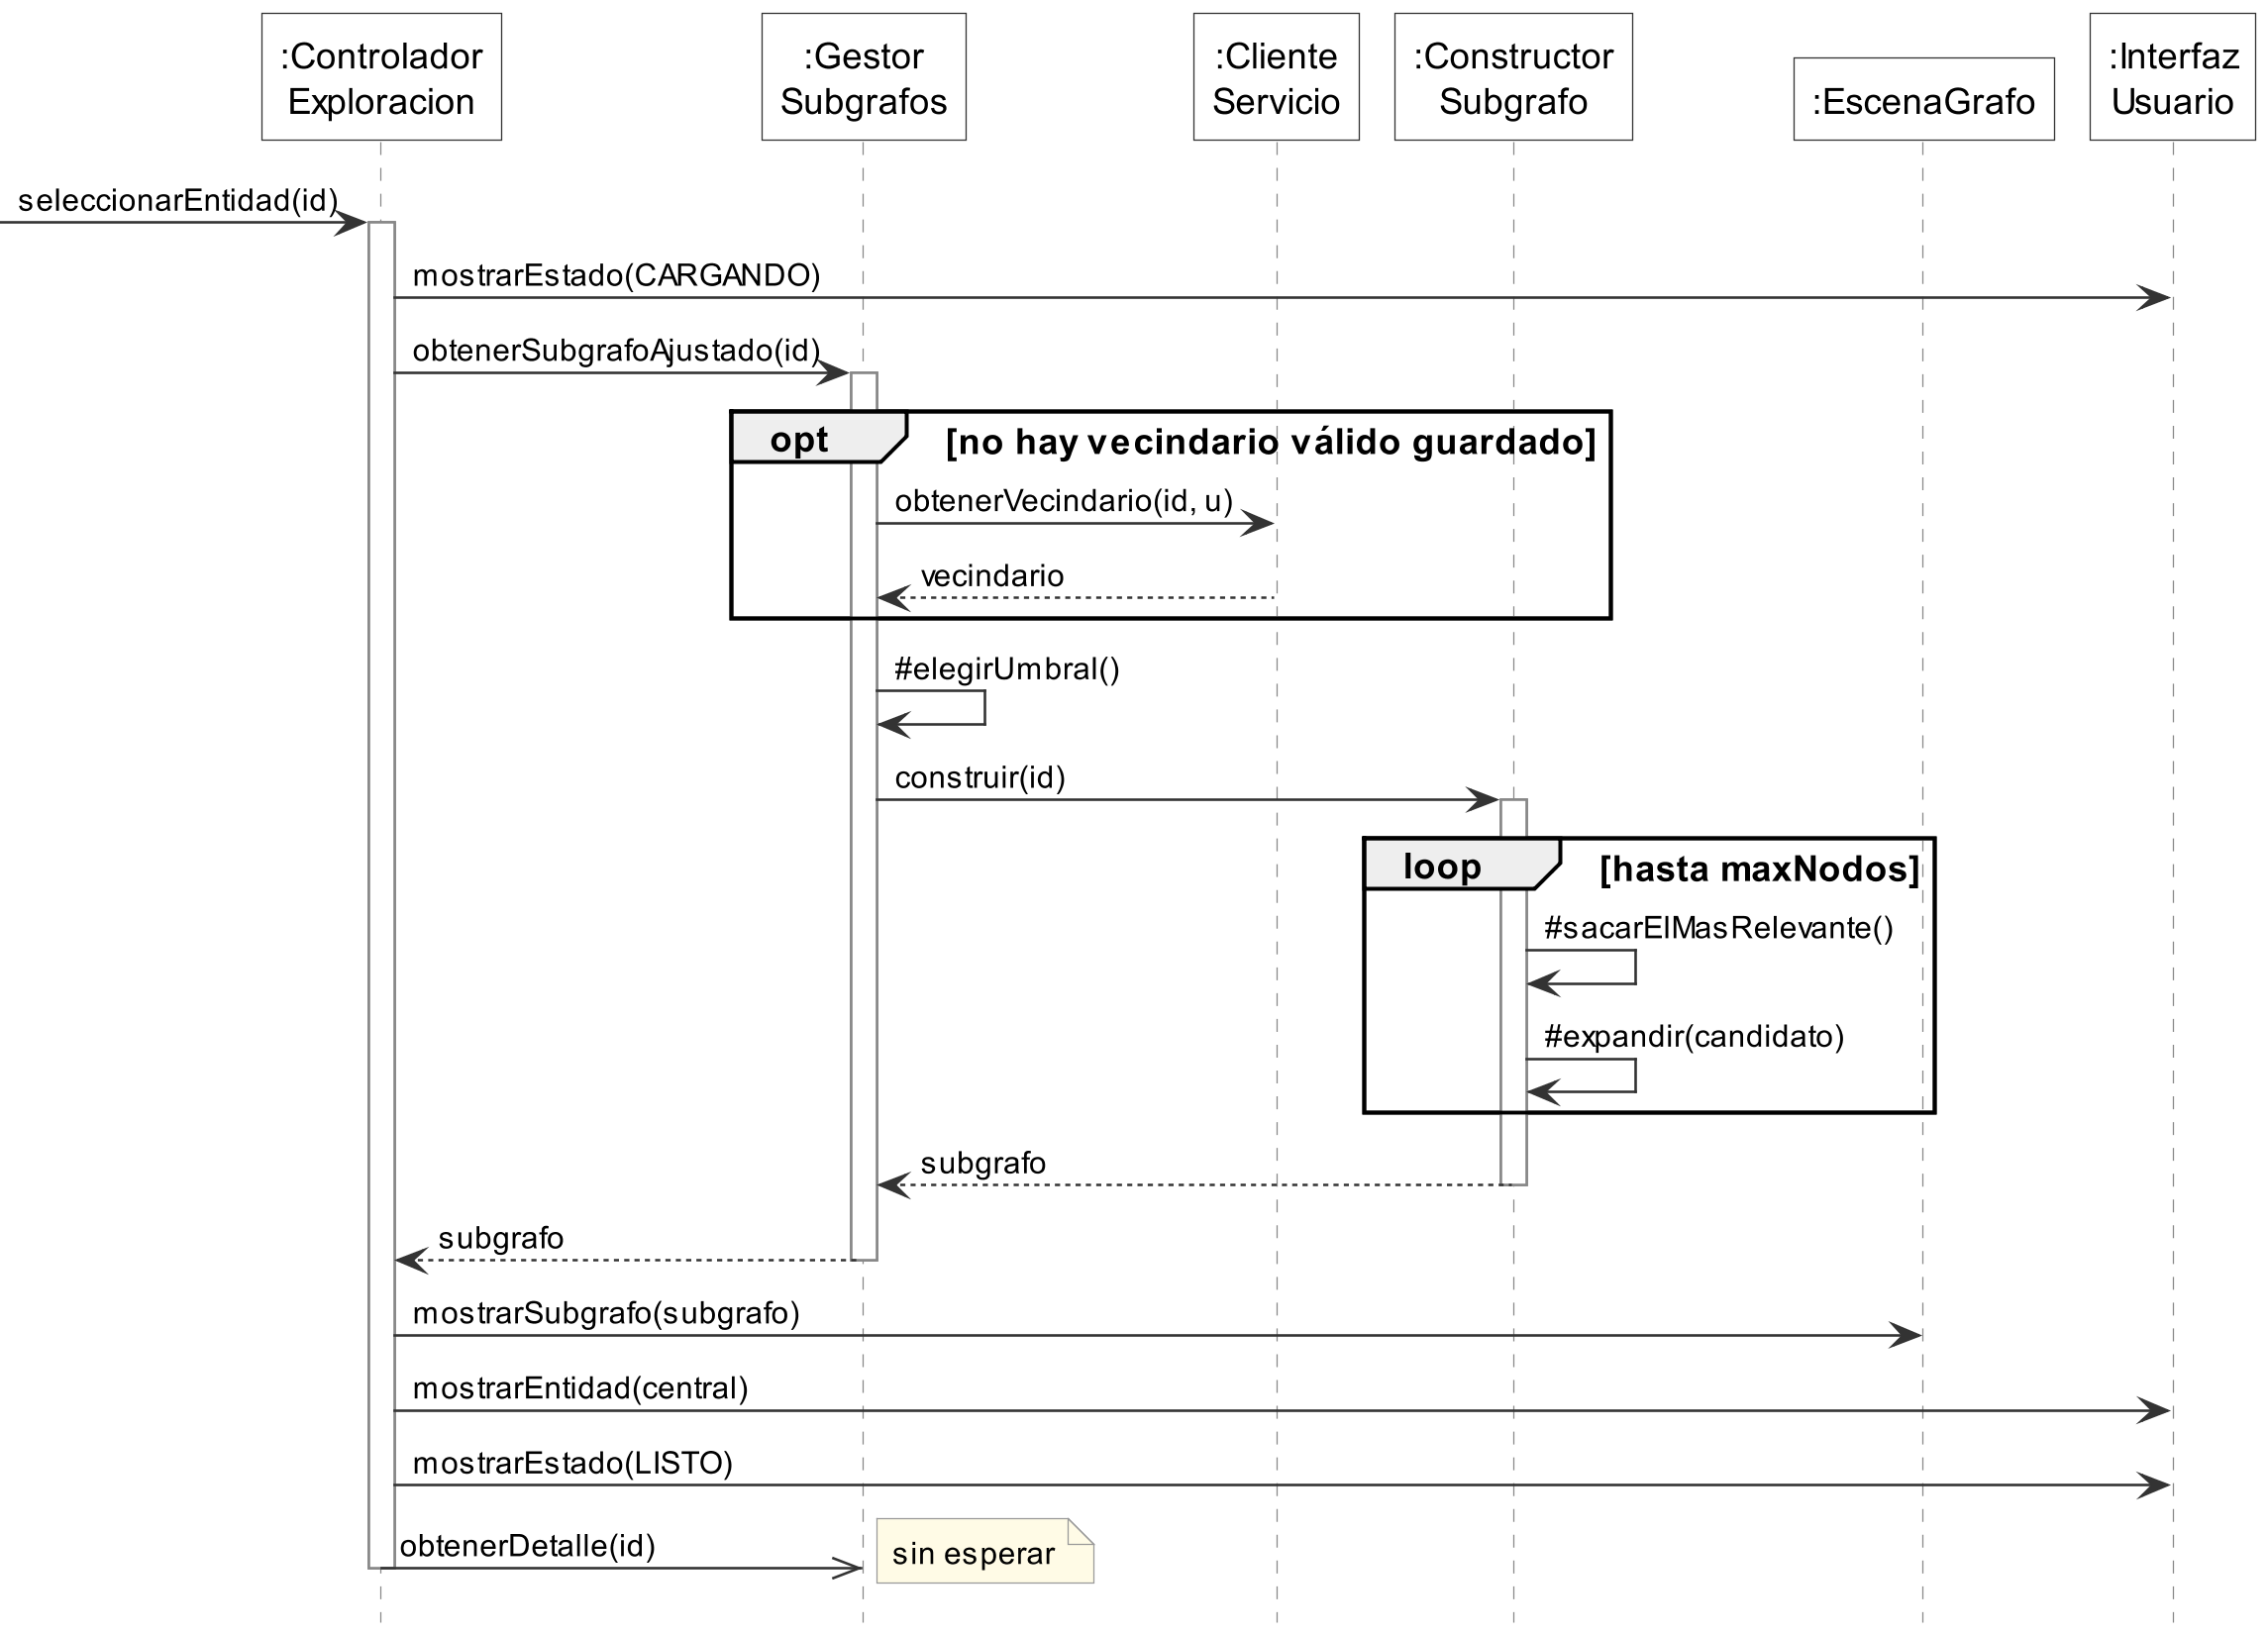 :Controlador
Exploracion
:Gestor
Subgrafos
:Cliente
Servicio
:Constructor
Subgrafo
:EscenaGrafo
:Interfaz
Usuario
seleccionarEntidad(id)
mostrarEstado(CARGANDO)
obtenerSubgrafoAjustado(id)
opt
[no hay vecindario válido guardado]
obtenerVecindario(id, u)
vecindario
#elegirUmbral()
construir(id)
loop
[hasta maxNodos]
#sacarElMasRelevante()
#expandir(candidato)
subgrafo
subgrafo
mostrarSubgrafo(subgrafo)
mostrarEntidad(central)
mostrarEstado(LISTO)
obtenerDetalle(id)
sin esperar